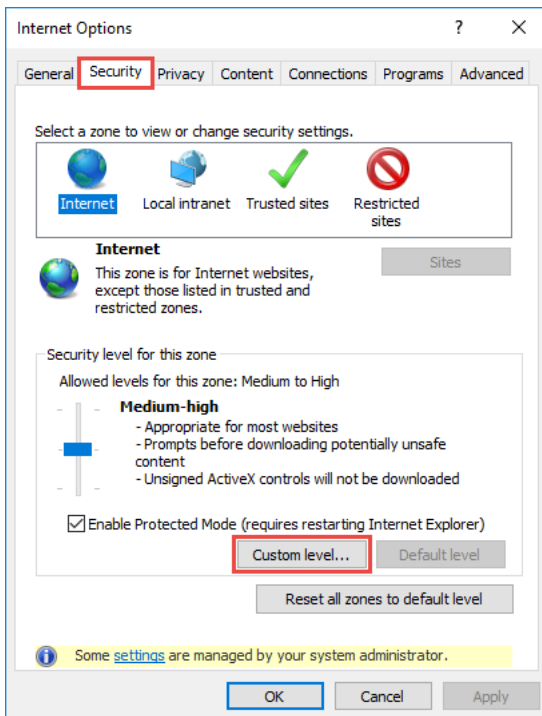 Internet Options ? ×
General Security Privacy Content Connections Programs Advanced
Select a zone to view or change security settings.
Internet Local intranet Trusted sites Restricted
sites
Internet
Sites
This zone is for Internet websites,
except those listed in trusted and
restricted zones.
Security level for this zone
Allowed levels for this zone: Medium to High
Medium-high
- Appropriate for most websites
- Prompts before downloading potentially unsafe
content
- Unsigned ActiveX controls will not be downloaded
Enable Protected Mode (requires restarting Internet Explorer)
Custom level... Default level
Reset all zones to default level
Some settings are managed by your system administrator.
OK Cancel Apply